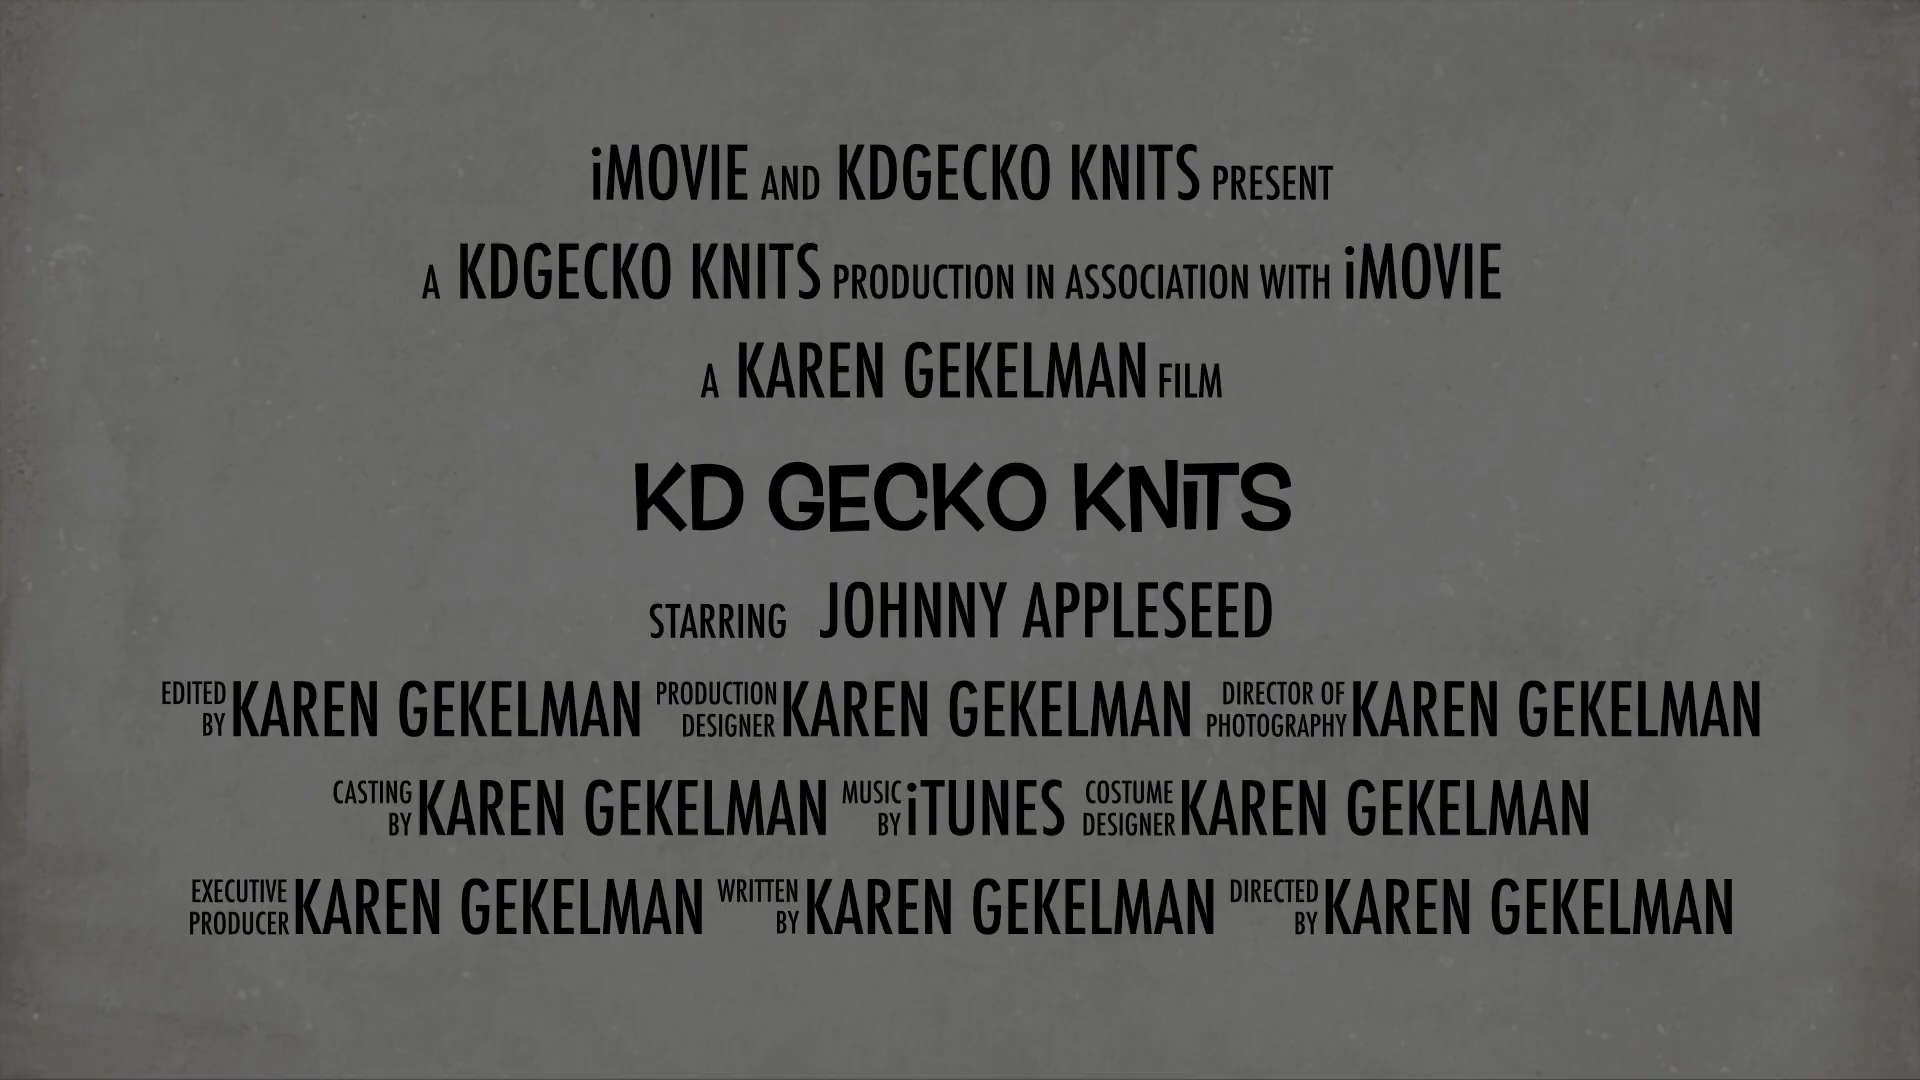 iMOVIE AND KDGECKO KNITS PRESENT
A KDGECKO KNITS PRODUCTION IN ASSOCIATION WITH iMOVIE
A KAREN GEKELMAN FILM
KD GECKO KNiTS
STARRING JOHNNY APPLESEED
EDITED BY KAREN GEKELMAN PRODUCTION DESIGNER KAREN GEKELMAN DIRECTOR OF PHOTOGRAPHY KAREN GEKELMAN
CASTING BY KAREN GEKELMAN MUSIC BY iTUNES COSTUME DESIGNER KAREN GEKELMAN
EXECUTIVE PRODUCER KAREN GEKELMAN WRITTEN BY KAREN GEKELMAN DIRECTED BY KAREN GEKELMAN